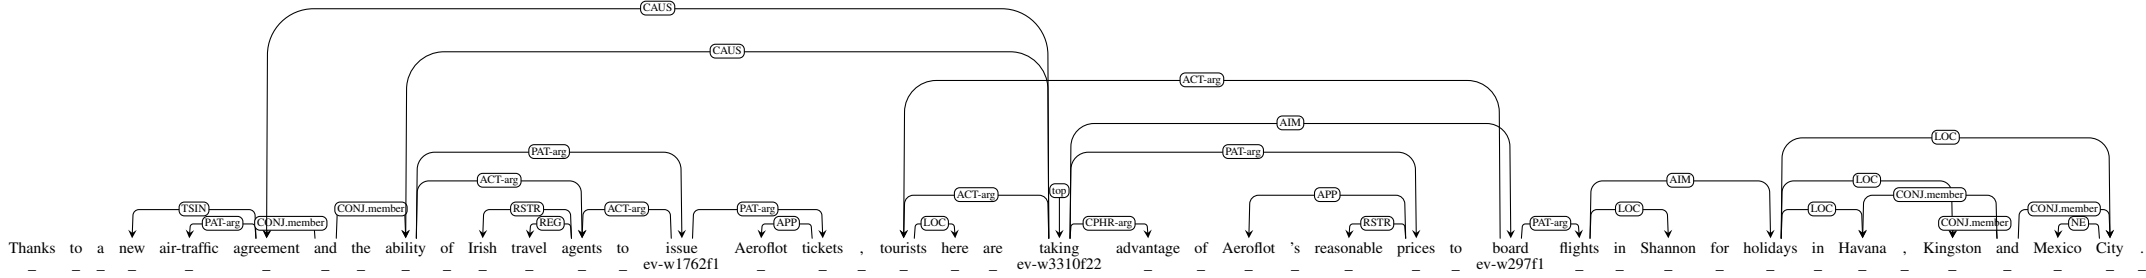 CAUS
CAUS
ACT-arg
AIM
PAT-arg PAT-arg LOC
ACT-arg top AIM LOC
ACT-arg APP CONJ.member
TSIN CONJ.member RSTR ACT-arg PAT-arg LOC LOC LOC CONJ.member
PAT-arg CONJ.member REG APP CPHR-arg RSTR PAT-arg CONJ.member NE
Thanks to a new air-traffic agreement and the ability of Irish travel agents to issue Aeroflot tickets , tourists here are taking advantage of Aeroflot 's reasonable prices to board flights in Shannon for holidays in Havana , Kingston and Mexico City .
_ _ _ _ _ _ _ _ _ _ _ _ _ _ ev-w1762f1 _ _ _ _ _ _ ev-w3310f22 _ _ _ _ _ _ _ ev-w297f1 _ _ _ _ _ _ _ _ _ _ _ _ _